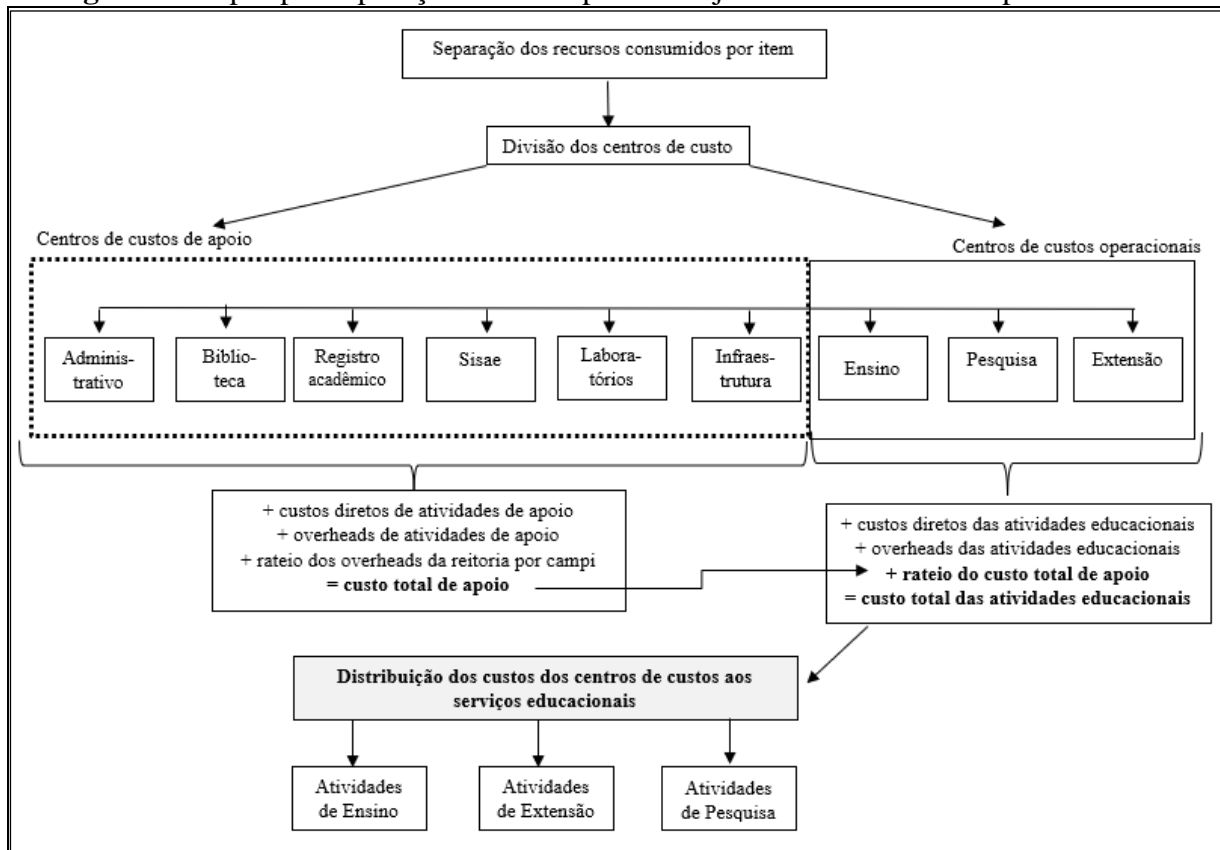 Separação dos recursos consumidos por item
Divisão dos centros de custo
Centros de custos de apoio
Centros de custos operacionais
Adminis-
trativo
Biblio-
teca
Registro
acadêmico
Sisae
Labora-
tórios
Infraes-
trutura
Ensino
Pesquisa
Extensão
+ custos diretos de atividades de apoio
+ overheads de atividades de apoio
+ rateio dos overheads da reitoria por campi
= custo total de apoio
+ custos diretos das atividades educacionais
+ overheads das atividades educacionais
+ rateio do custo total de apoio
= custo total das atividades educacionais
Distribuição dos custos dos centros de custos aos
serviços educacionais
Atividades
de Ensino
Atividades
de Extensão
Atividades
de Pesquisa